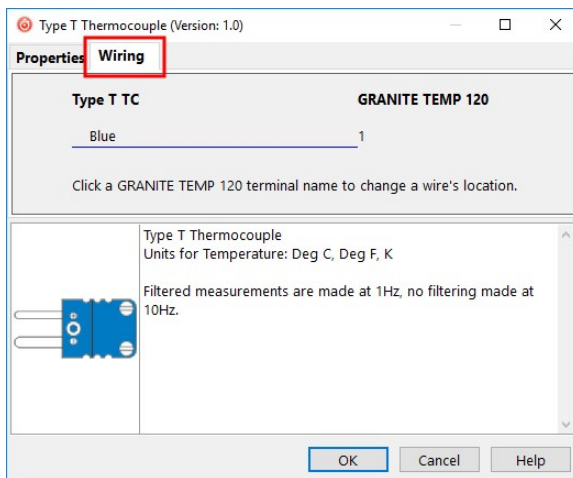 Type T Thermocouple (Version: 1.0)
Properties Wiring
Type T TC GRANITE TEMP 120
Blue 1
Click a GRANITE TEMP 120 terminal name to change a wire's location.
Type T Thermocouple
Units for Temperature: Deg C, Deg F, K
Filtered measurements are made at 1Hz, no filtering made at
10Hz.
OK Cancel Help